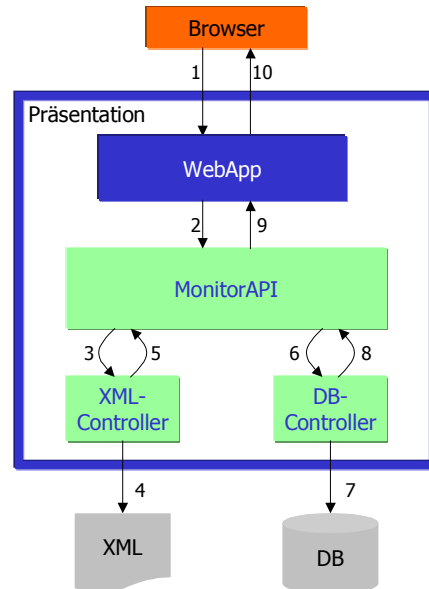 Browser
1
10
Präsentation
WebApp
2
9
MonitorAPI
3
5
6
8
XML-
Controller
DB-
Controller
4
7
XML
DB